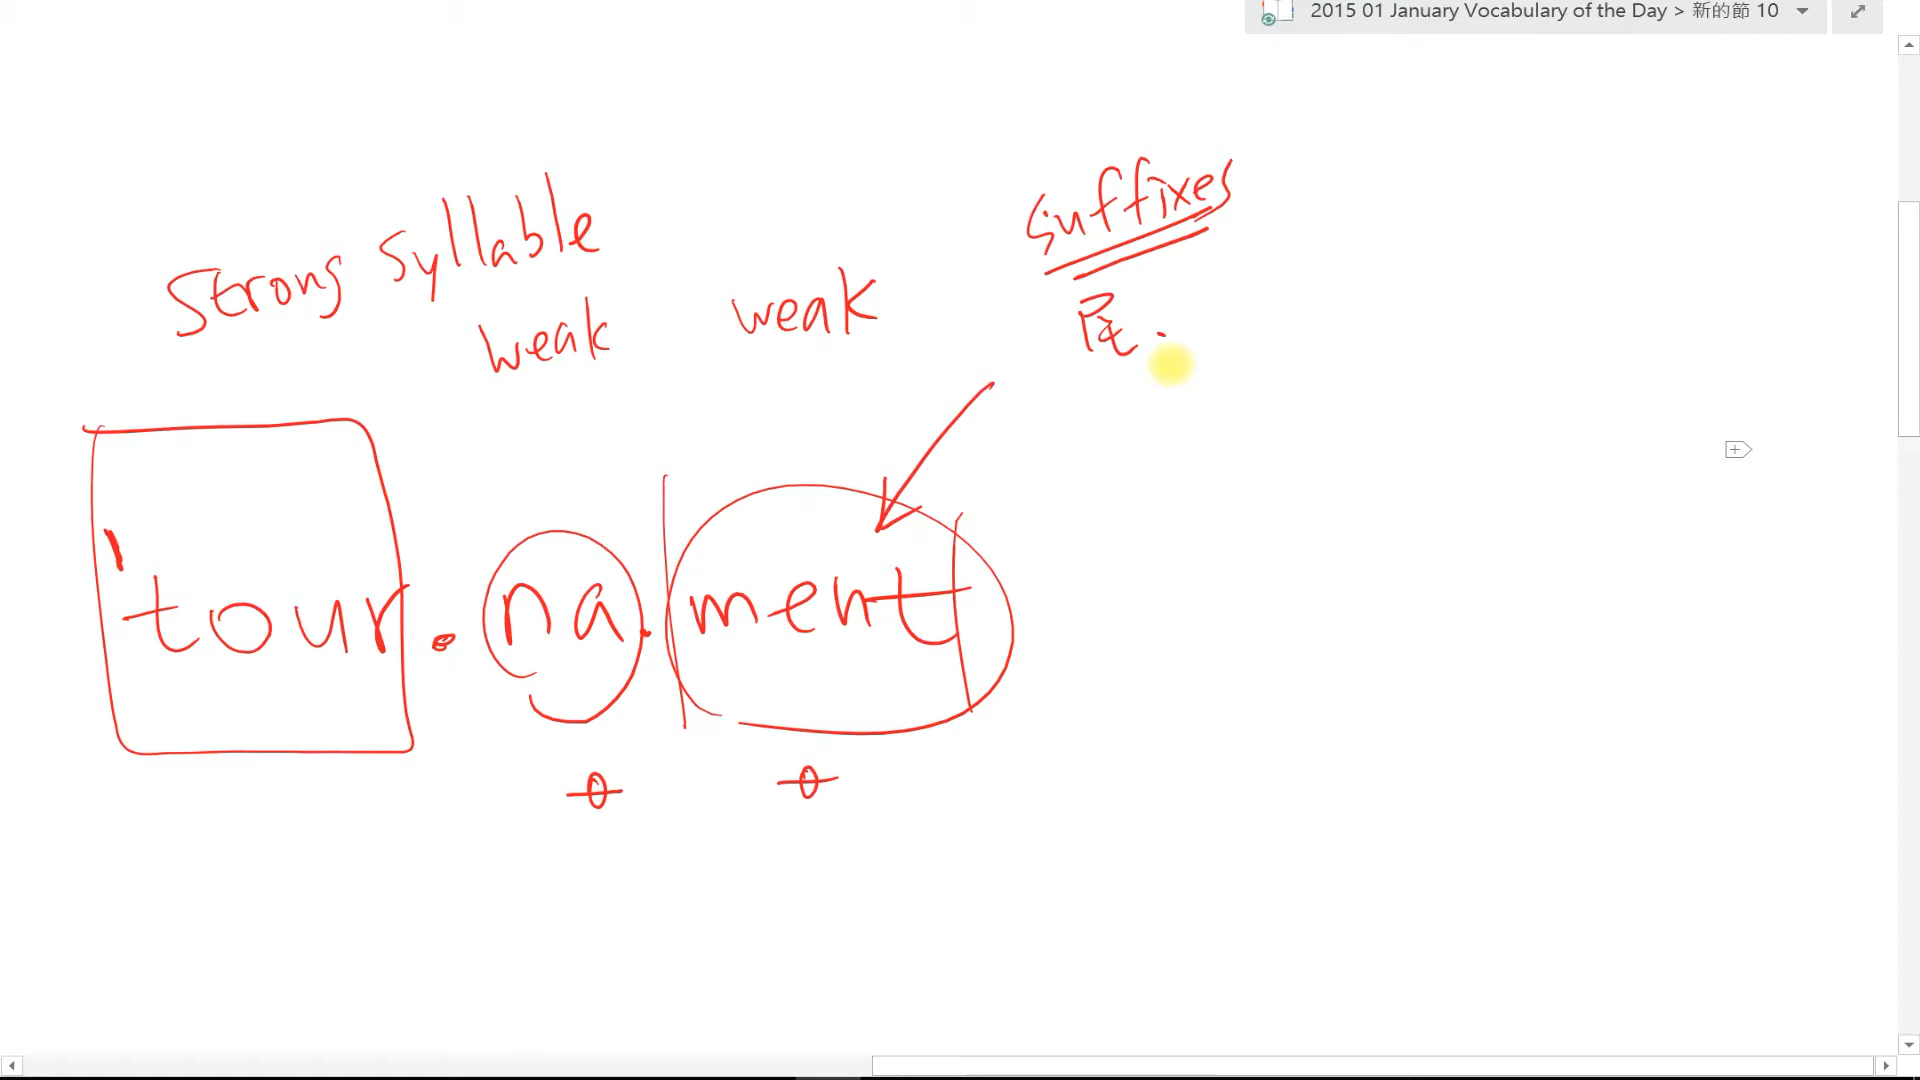 2015 01 January Vocabulary of the Day > 新的節 10
Strong syllable
weak
weak
suffixes
尾.
'tour.na.ment